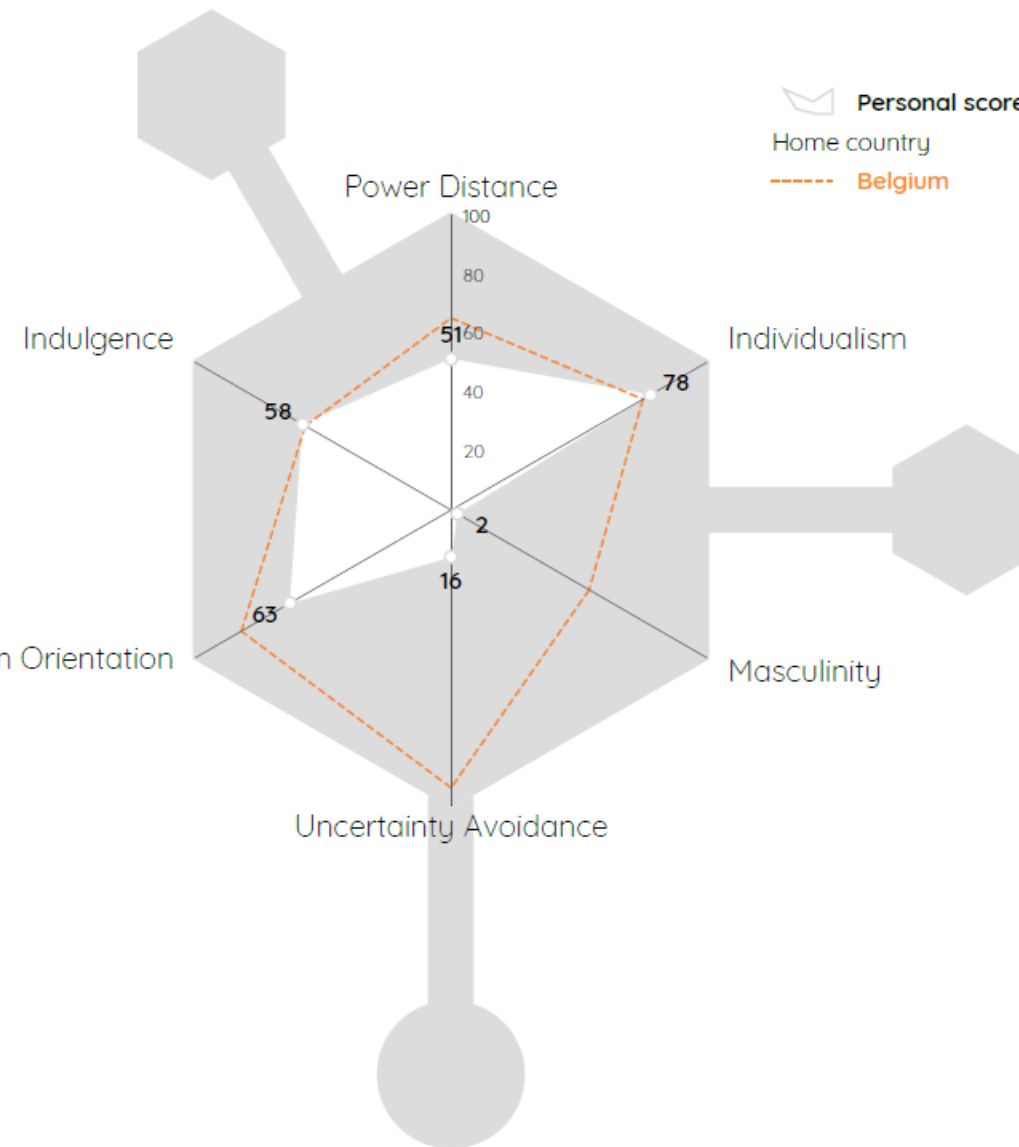 Personal score
Home country
Belgium
Power Distance
100
80
60
51
40
20
Indulgence
Individualism
58
78
2
16
63
Orientation
Masculinity
Uncertainty Avoidance